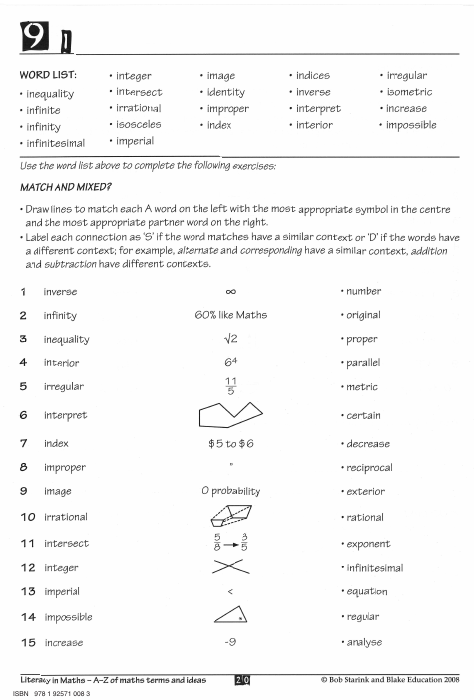 9 I
WORD LIST:
• inequality
• infinite
• infinity
• infinitesimal
• integer
• intersect
• irrational
• isosceles
• imperial
• image
• identity
• improper
• index
• indices
• inverse
• interpret
• interior
• irregular
• isometric
• increase
• impossible
Use the word list above to complete the following exercises:
MATCH AND MIXED?
• Draw lines to match each A word on the left with the most appropriate symbol in the centre
and the most appropriate partner word on the right.
• Label each connection as 'S' if the word matches have a similar context or 'D' if the words have
a different context; for example, alternate and corresponding have a similar context, addition
and subtraction have different contexts.
1 inverse ∞ • number
2 infinity 60% like Maths • original
3 inequality √2 • proper
4 interior 6⁴ • parallel
5 irregular 11/5 • metric
6 interpret • certain
7 index $5 to $6 • decrease
8 improper " • reciprocal
9 image 0 probability • exterior
10 irrational • rational
11 intersect 5/8 → 3/5 • exponent
12 integer • infinitesimal
13 imperial < • equation
14 impossible • regular
15 increase -9 • analyse
Literacy in Maths – A–Z of maths terms and ideas 20 © Bob Starink and Blake Education 2008
ISBN 978 1 92571 008 3